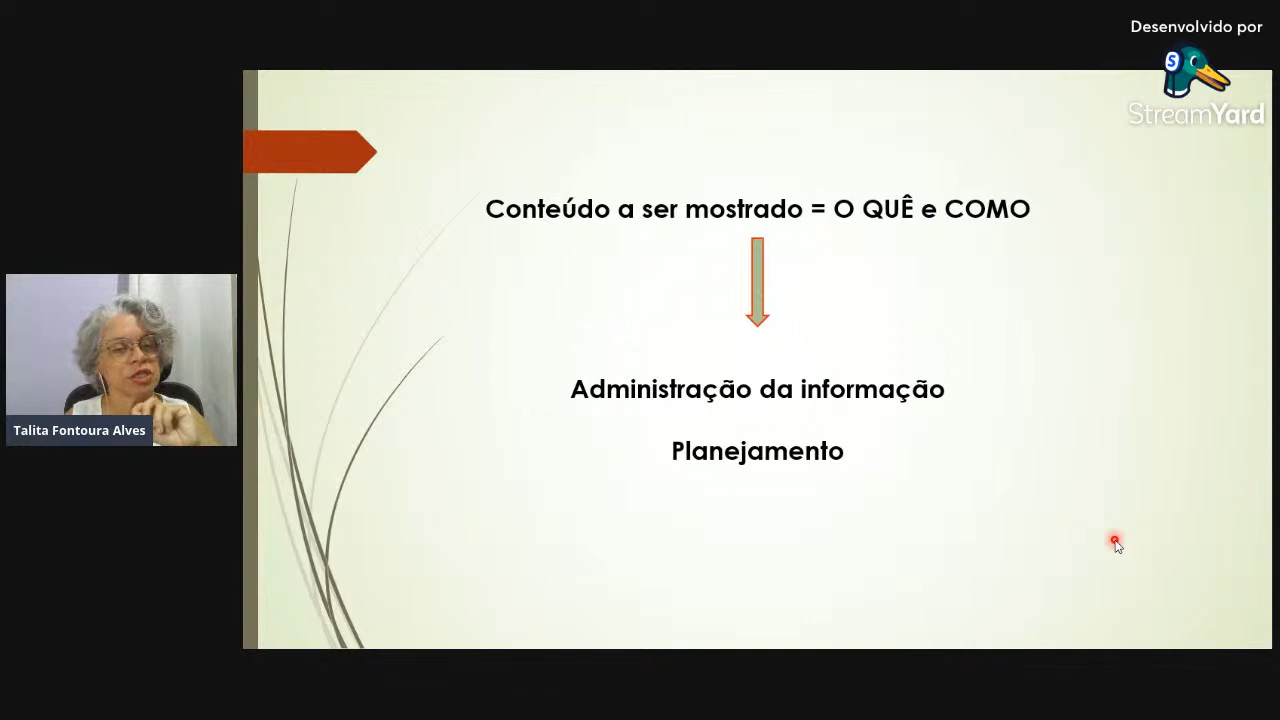 Desenvolvido por
S
StreamYard
Conteúdo a ser mostrado = O QUÊ e COMO
Administração da informação
Planejamento
Talita Fontoura Alves